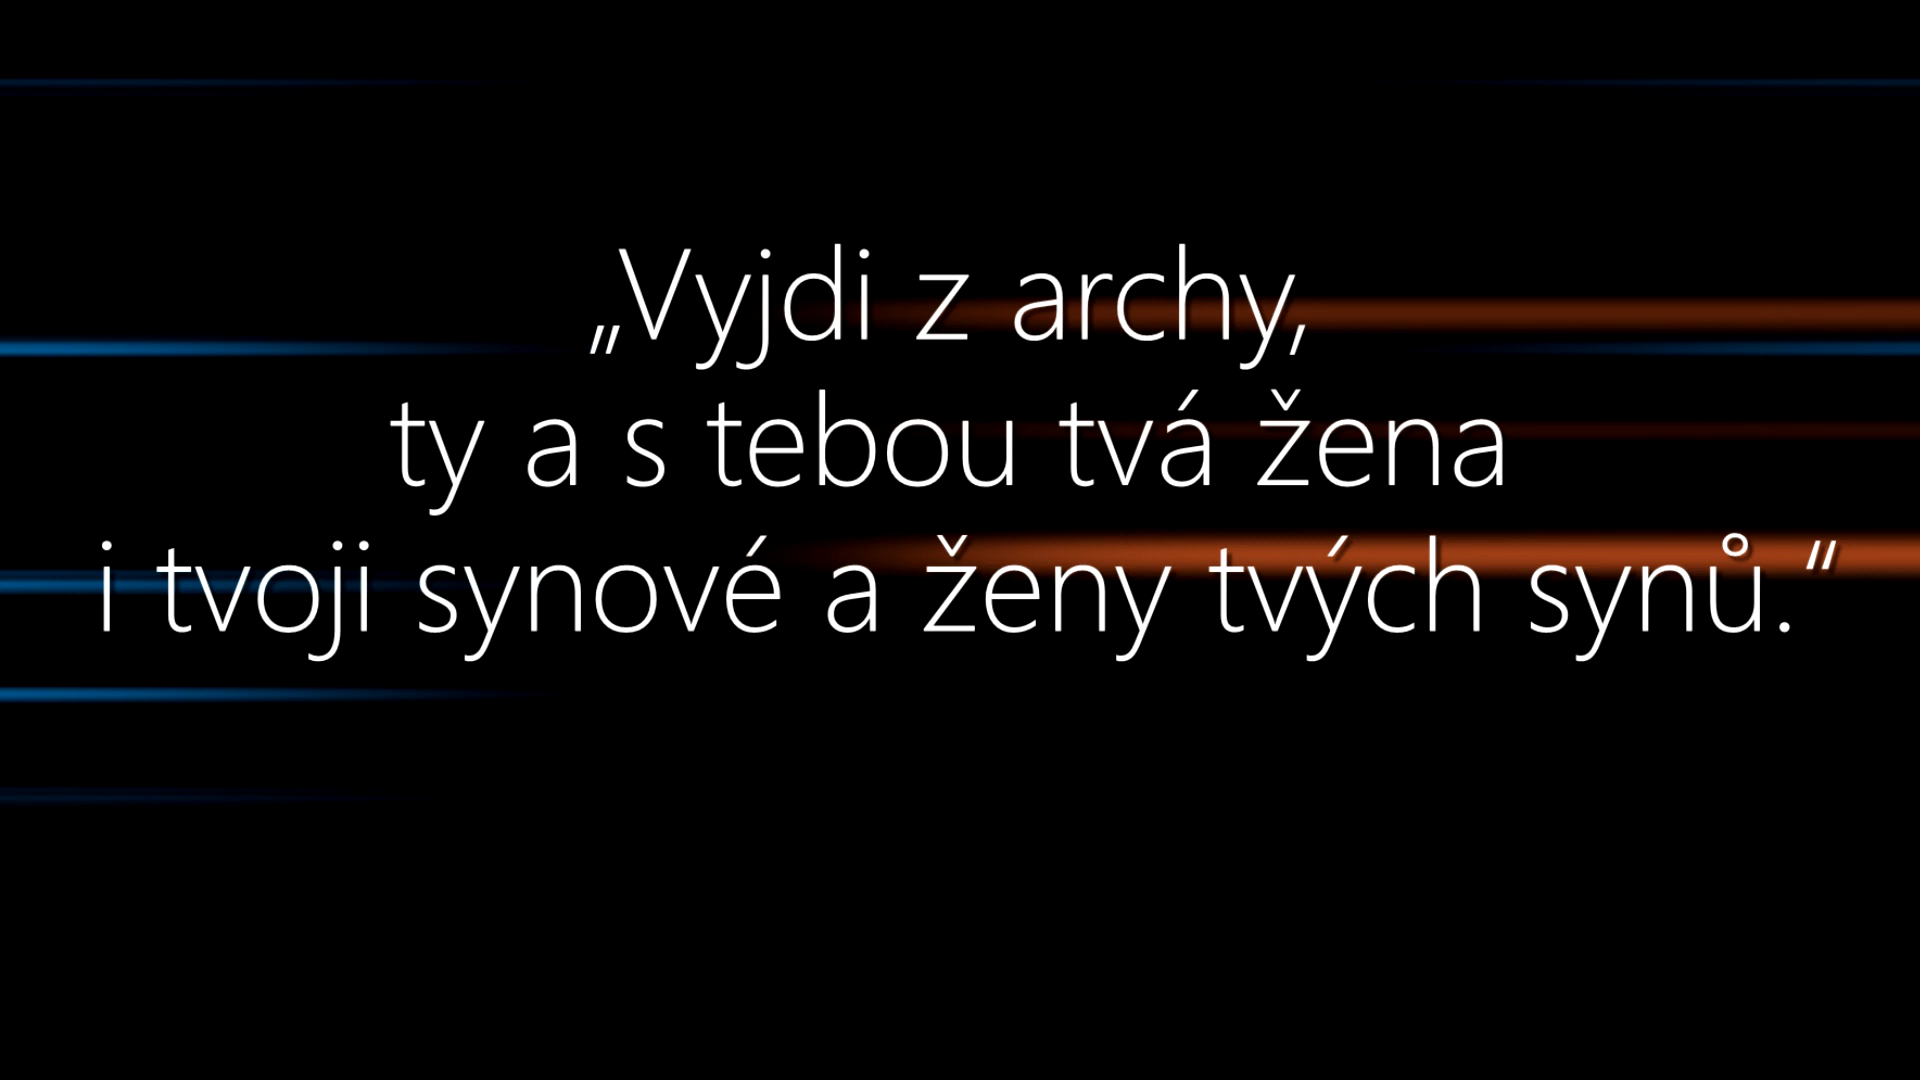 „Vyjdi z archy,
ty a s tebou tvá žena
i tvoji synové a ženy tvých synů.“